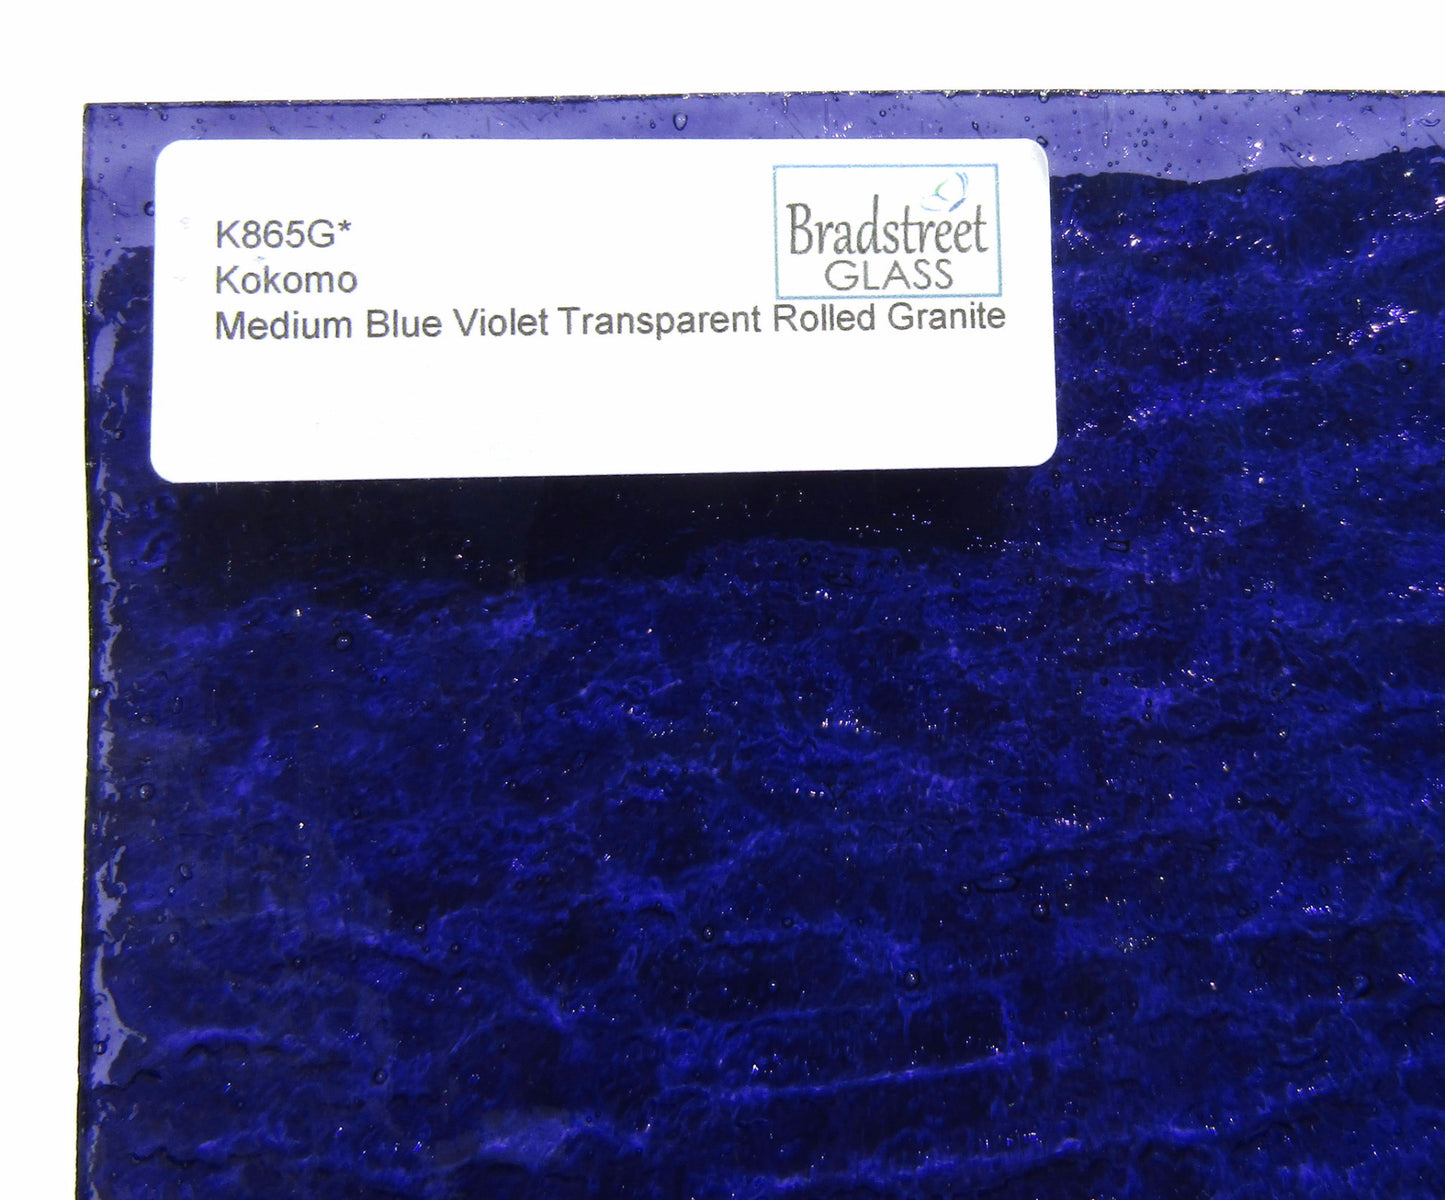 K865G*
Kokomo
Medium Blue Violet Transparent Rolled Granite
Bradstreet
GLASS